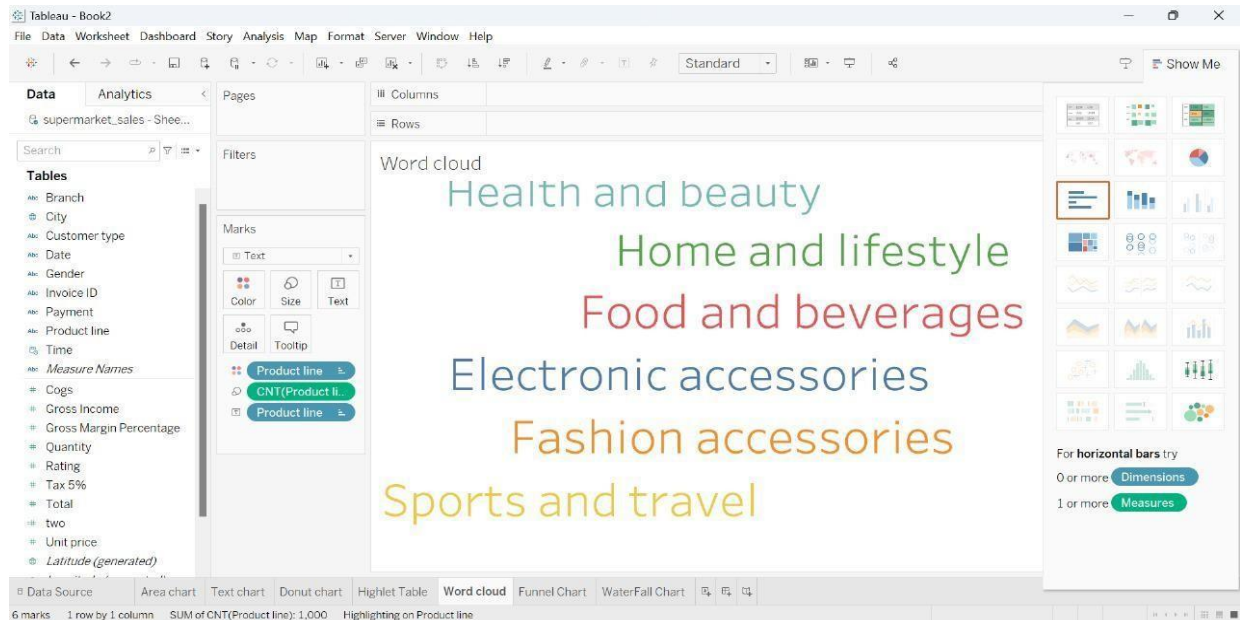 Tableau - Book2
File Data Worksheet Dashboard Story Analysis Map Format Server Window Help
Standard
Show Me
Data Analytics
supermarket_sales - Shee...
Search
Tables
Branch
City
Customer type
Date
Gender
Invoice ID
Payment
Product line
Time
Measure Names
Cogs
Gross Income
Gross Margin Percentage
Quantity
Rating
Tax 5%
Total
two
Unit price
Latitude (generated)
Pages
Filters
Marks
Text
Color Size Text
Detail Tooltip
Product line
CNT(Product li..
Product line
Columns
Rows
Word cloud
Health and beauty
Home and lifestyle
Food and beverages
Electronic accessories
Fashion accessories
Sports and travel
For horizontal bars try
0 or more Dimensions
1 or more Measures
Data Source Area chart Text chart Donut chart Highlet Table Word cloud Funnel Chart WaterFall Chart
6 marks 1 row by 1 column SUM of CNT(Product line): 1,000 Highlighting on Product line